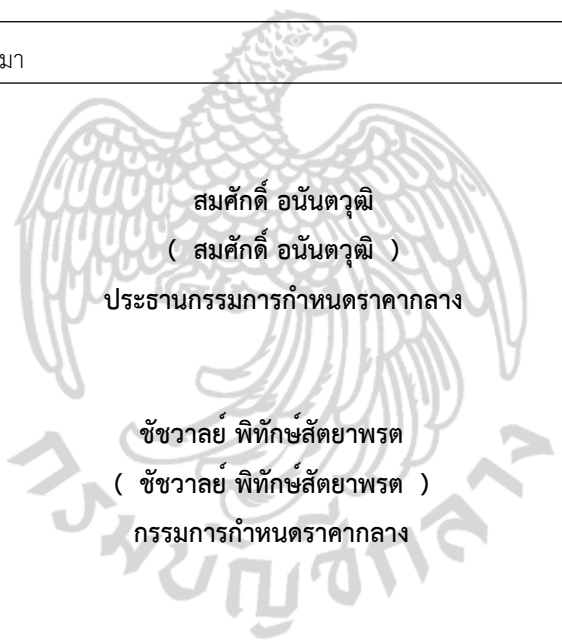 มา
สมศักดิ์ อนันตวุฒิ
( สมศักดิ์ อนันตวุฒิ )
ประธานกรรมการกำหนดราคากลาง
ชัชวาลย์ พิทักษ์สัตยาพรต
( ชัชวาลย์ พิทักษ์สัตยาพรต )
กรรมการกำหนดราคากลาง
กรมบัญชีกลาง